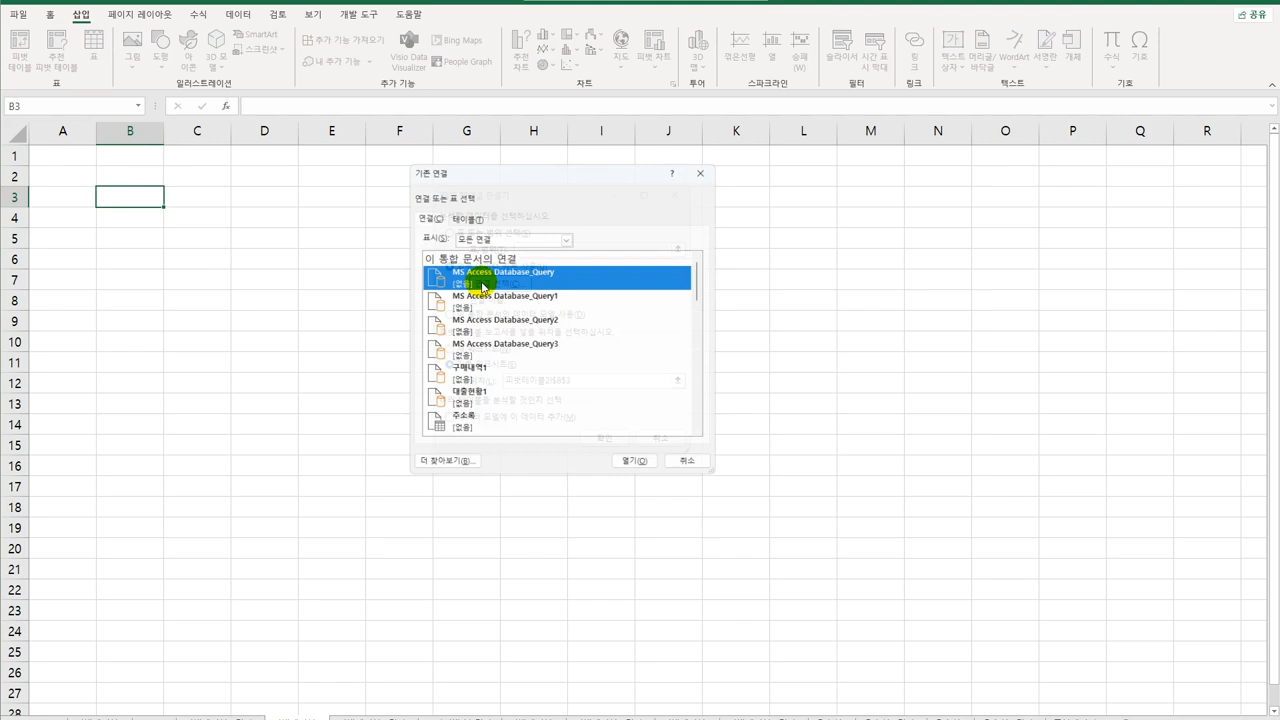 파일 홈 삽입 페이지 레이아웃 수식 데이터 검토 보기 개발 도구 도움말 공유
피벗 테이블
추천 피벗 테이블
표
그림
도형
아이콘
3D 모델
SmartArt
스크린샷
추가 기능 가져오기
내 추가 기능
Visio Data Visualizer
Bing Maps
People Graph
추천 차트
지도
피벗 차트
3D 맵
꺾은선형
열
승패 (W)
슬라이서
시간 표시 막대
링크
텍스트 상자
머리글/바닥글
WordArt
서명란
개체
수식
기호
표 일러스트레이션 추가 기능 차트 투어 스파크라인 필터 링크 텍스트 기호
B3
fx
A B C D E F G H I J K L M N O P Q R
1
2
3
4
5
6
7
8
9
10
11
12
13
14
15
16
17
18
19
20
21
22
23
24
25
26
27
28
기존 연결
?
연결 또는 표 선택
연결(C) 테이블(T)
표시(S): 모든 연결
이 통합 문서의 연결
MS Access Database_Query
[없음]
MS Access Database_Query1
[없음]
MS Access Database_Query2
[없음]
MS Access Database_Query3
[없음]
구매내역1
[없음]
대출현황1
[없음]
주소록
[없음]
더 찾아보기(B)... 열기(O) 취소
확인 취소